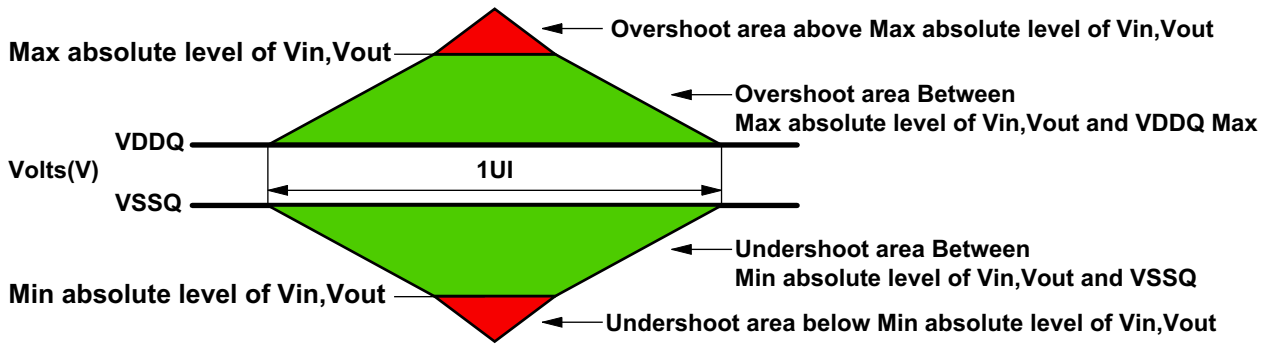 Overshoot area above Max absolute level of Vin,Vout
Max absolute level of Vin,Vout
Overshoot area Between
Max absolute level of Vin,Vout and VDDQ Max
VDDQ
Volts(V)
1UI
VSSQ
Undershoot area Between
Min absolute level of Vin,Vout and VSSQ
Min absolute level of Vin,Vout
Undershoot area below Min absolute level of Vin,Vout